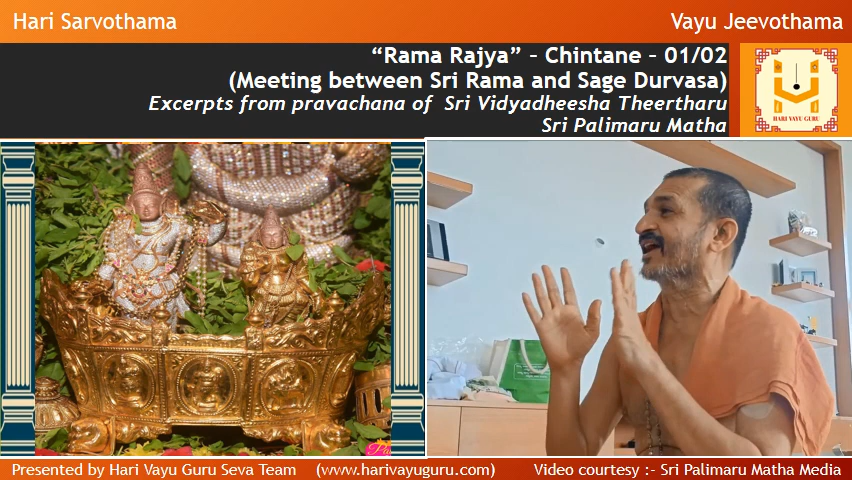 Hari Sarvothama
Vayu Jeevothama
“Rama Rajya” – Chintane – 01/02
(Meeting between Sri Rama and Sage Durvasa)
Excerpts from pravachana of Sri Vidyadheesha Theertharu
Sri Palimaru Matha
HARI VAYU GURU
Presented by Hari Vayu Guru Seva Team (www.harivayuguru.com)
Video courtesy :- Sri Palimaru Matha Media